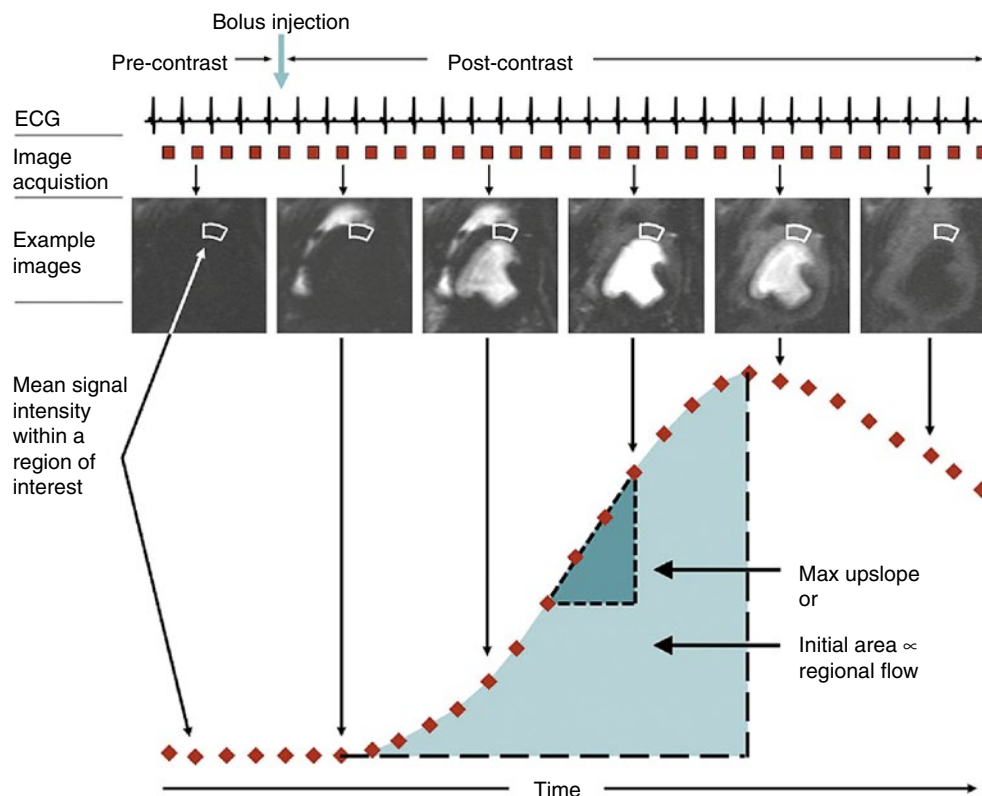 Bolus injection
Pre-contrast
Post-contrast
ECG
Image
acquistion
Example
images
Mean signal
intensity
within a
region of
interest
Max upslope
or
Initial area ∝
regional flow
Time